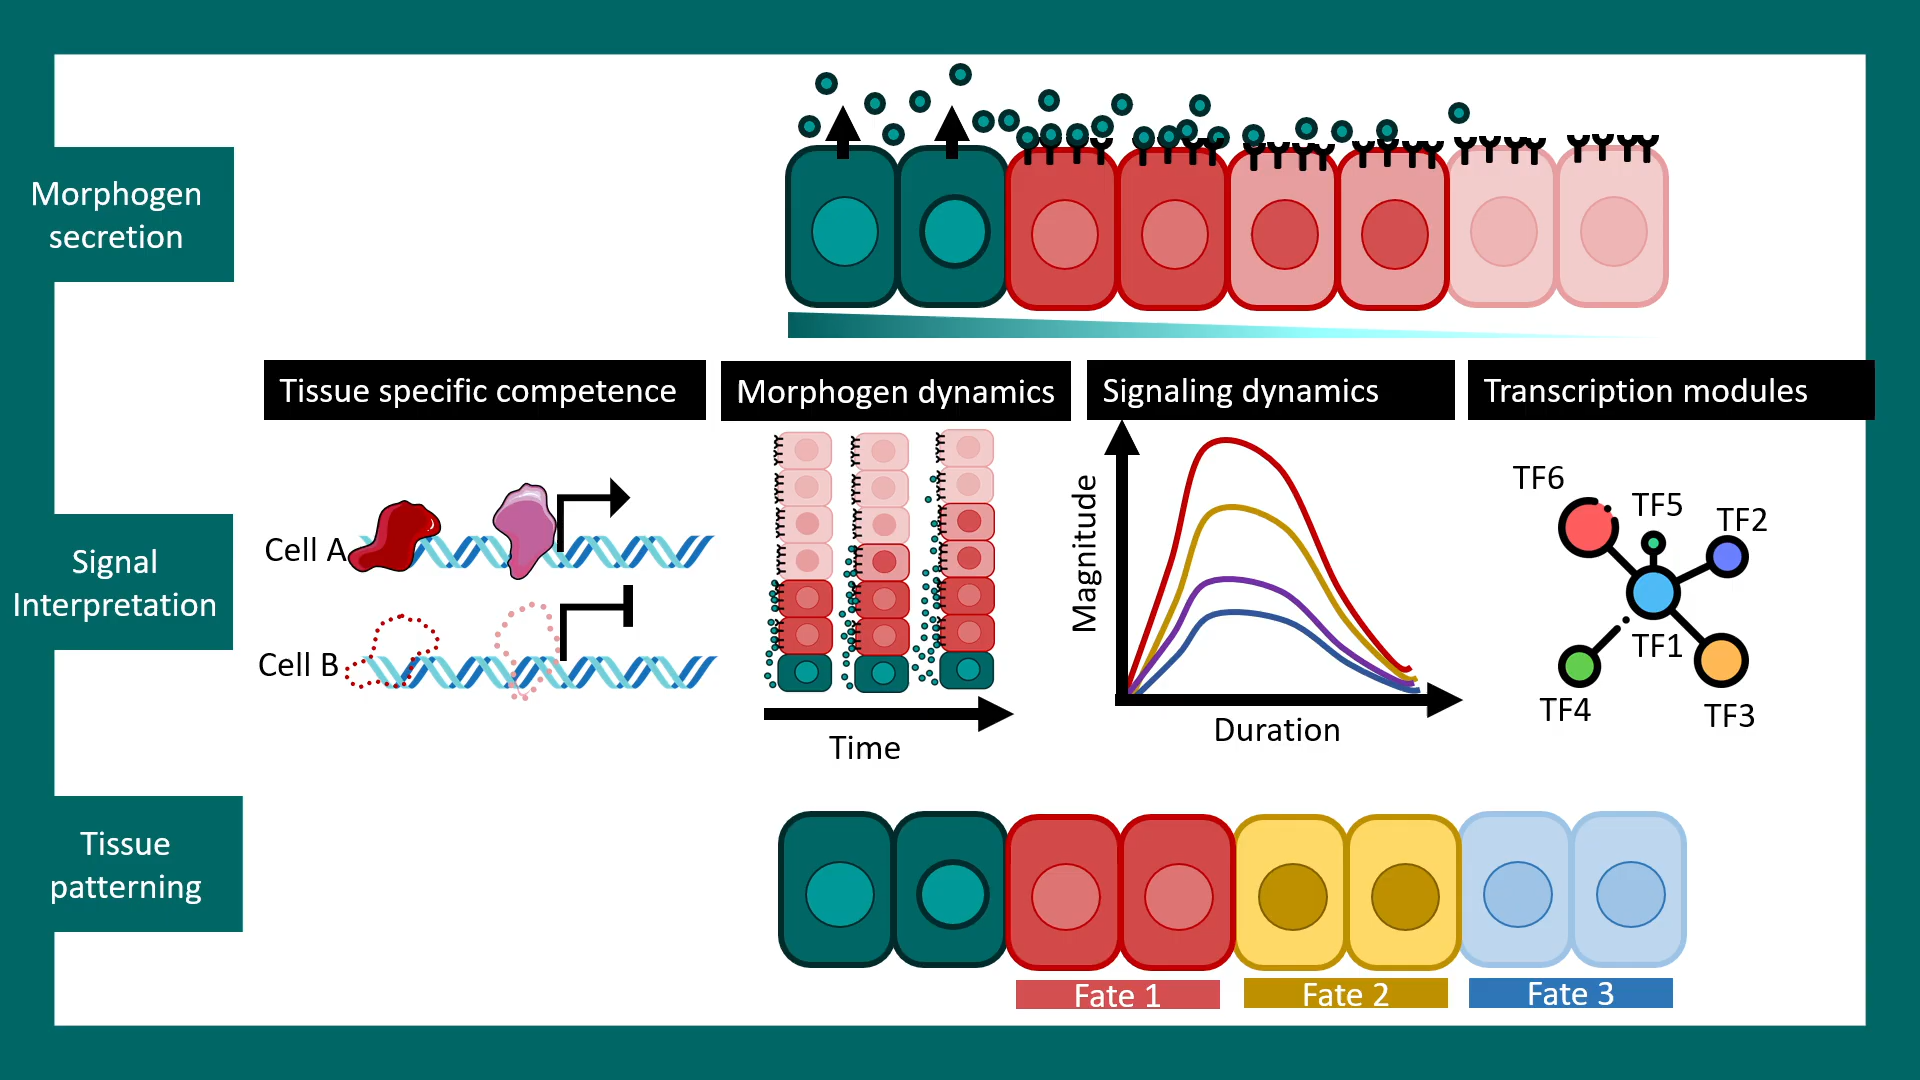 Morphogen
secretion
Tissue specific competence
Morphogen dynamics
Signaling dynamics
Transcription modules
Signal
Interpretation
Cell A
Cell B
Time
Magnitude
Duration
TF6
TF5
TF2
TF1
TF4
TF3
Tissue
patterning
Fate 1
Fate 2
Fate 3